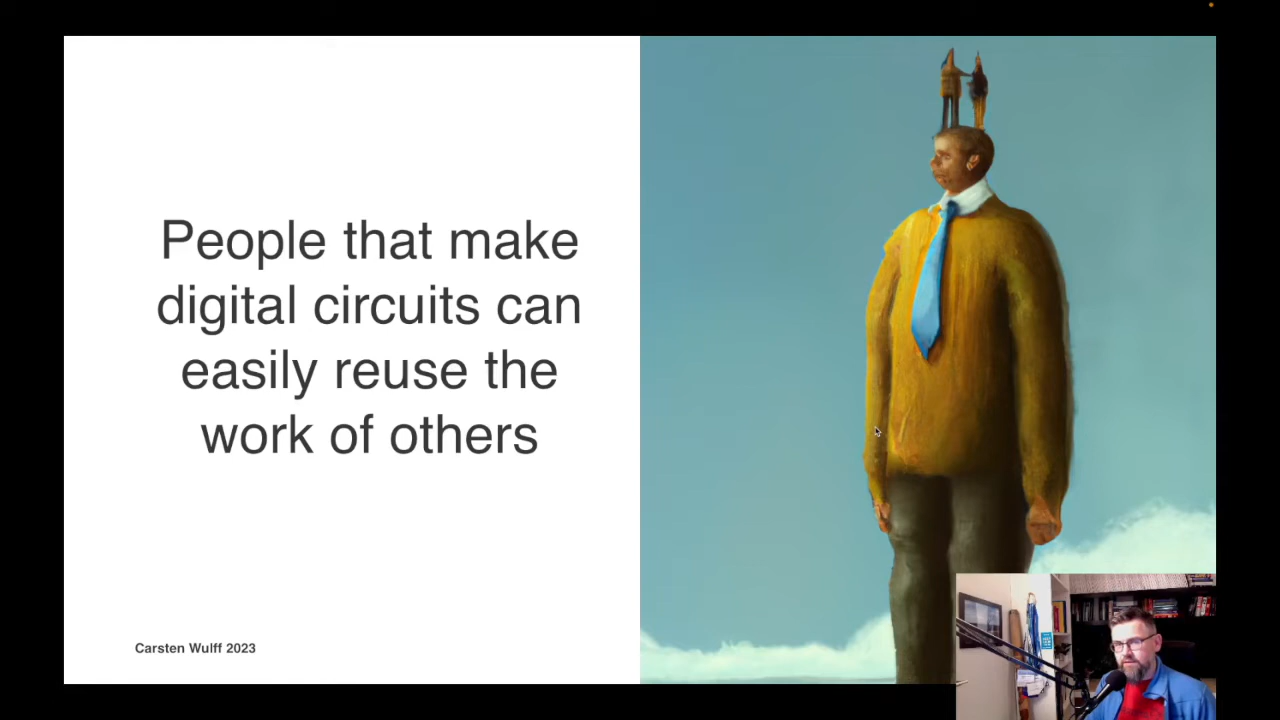 People that make
digital circuits can
easily reuse the
work of others
Carsten Wulff 2023